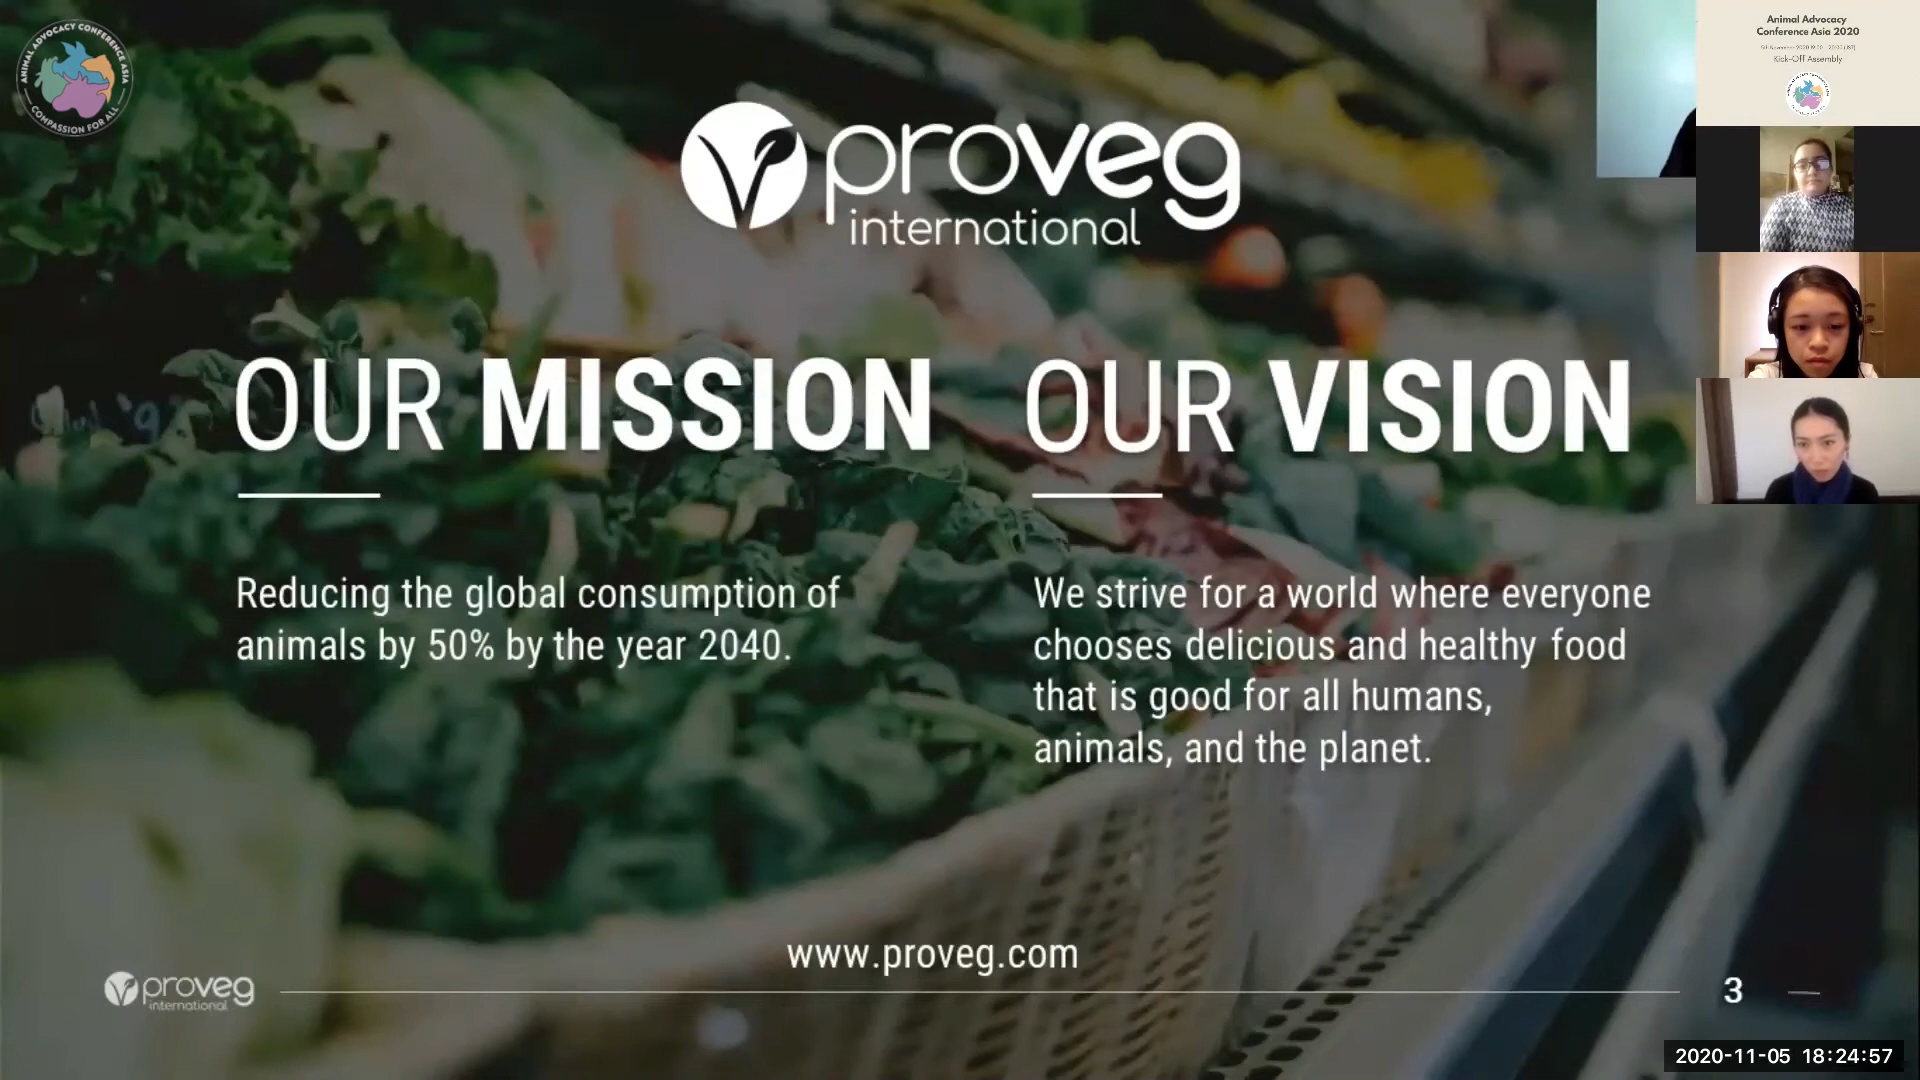 ANIMAL ADVOCACY CONFERENCE ASIA
COMPASSION FOR ALL
Animal Advocacy
Conference Asia 2020
Kick-Off Assembly
proveg
international
OUR MISSION
Reducing the global consumption of
animals by 50% by the year 2040.
OUR VISION
We strive for a world where everyone
chooses delicious and healthy food
that is good for all humans,
animals, and the planet.
www.proveg.com
proveg
international
3
2020-11-05 18:24:57